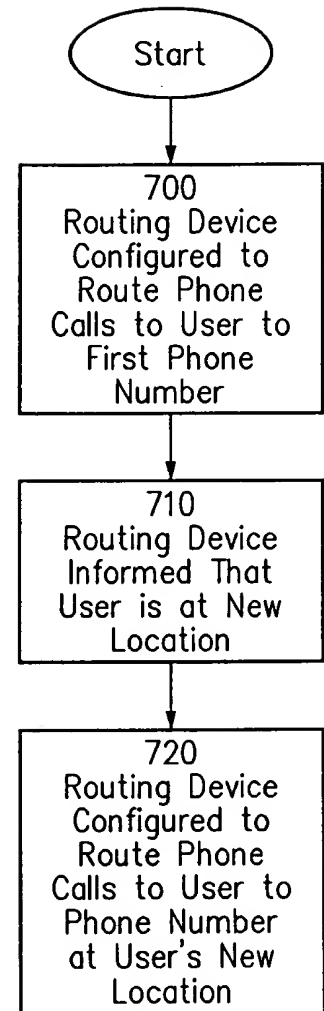 Start
700
Routing Device
Configured to
Route Phone
Calls to User to
First Phone
Number
710
Routing Device
Informed That
User is at New
Location
720
Routing Device
Configured to
Route Phone
Calls to User to
Phone Number
at User's New
Location